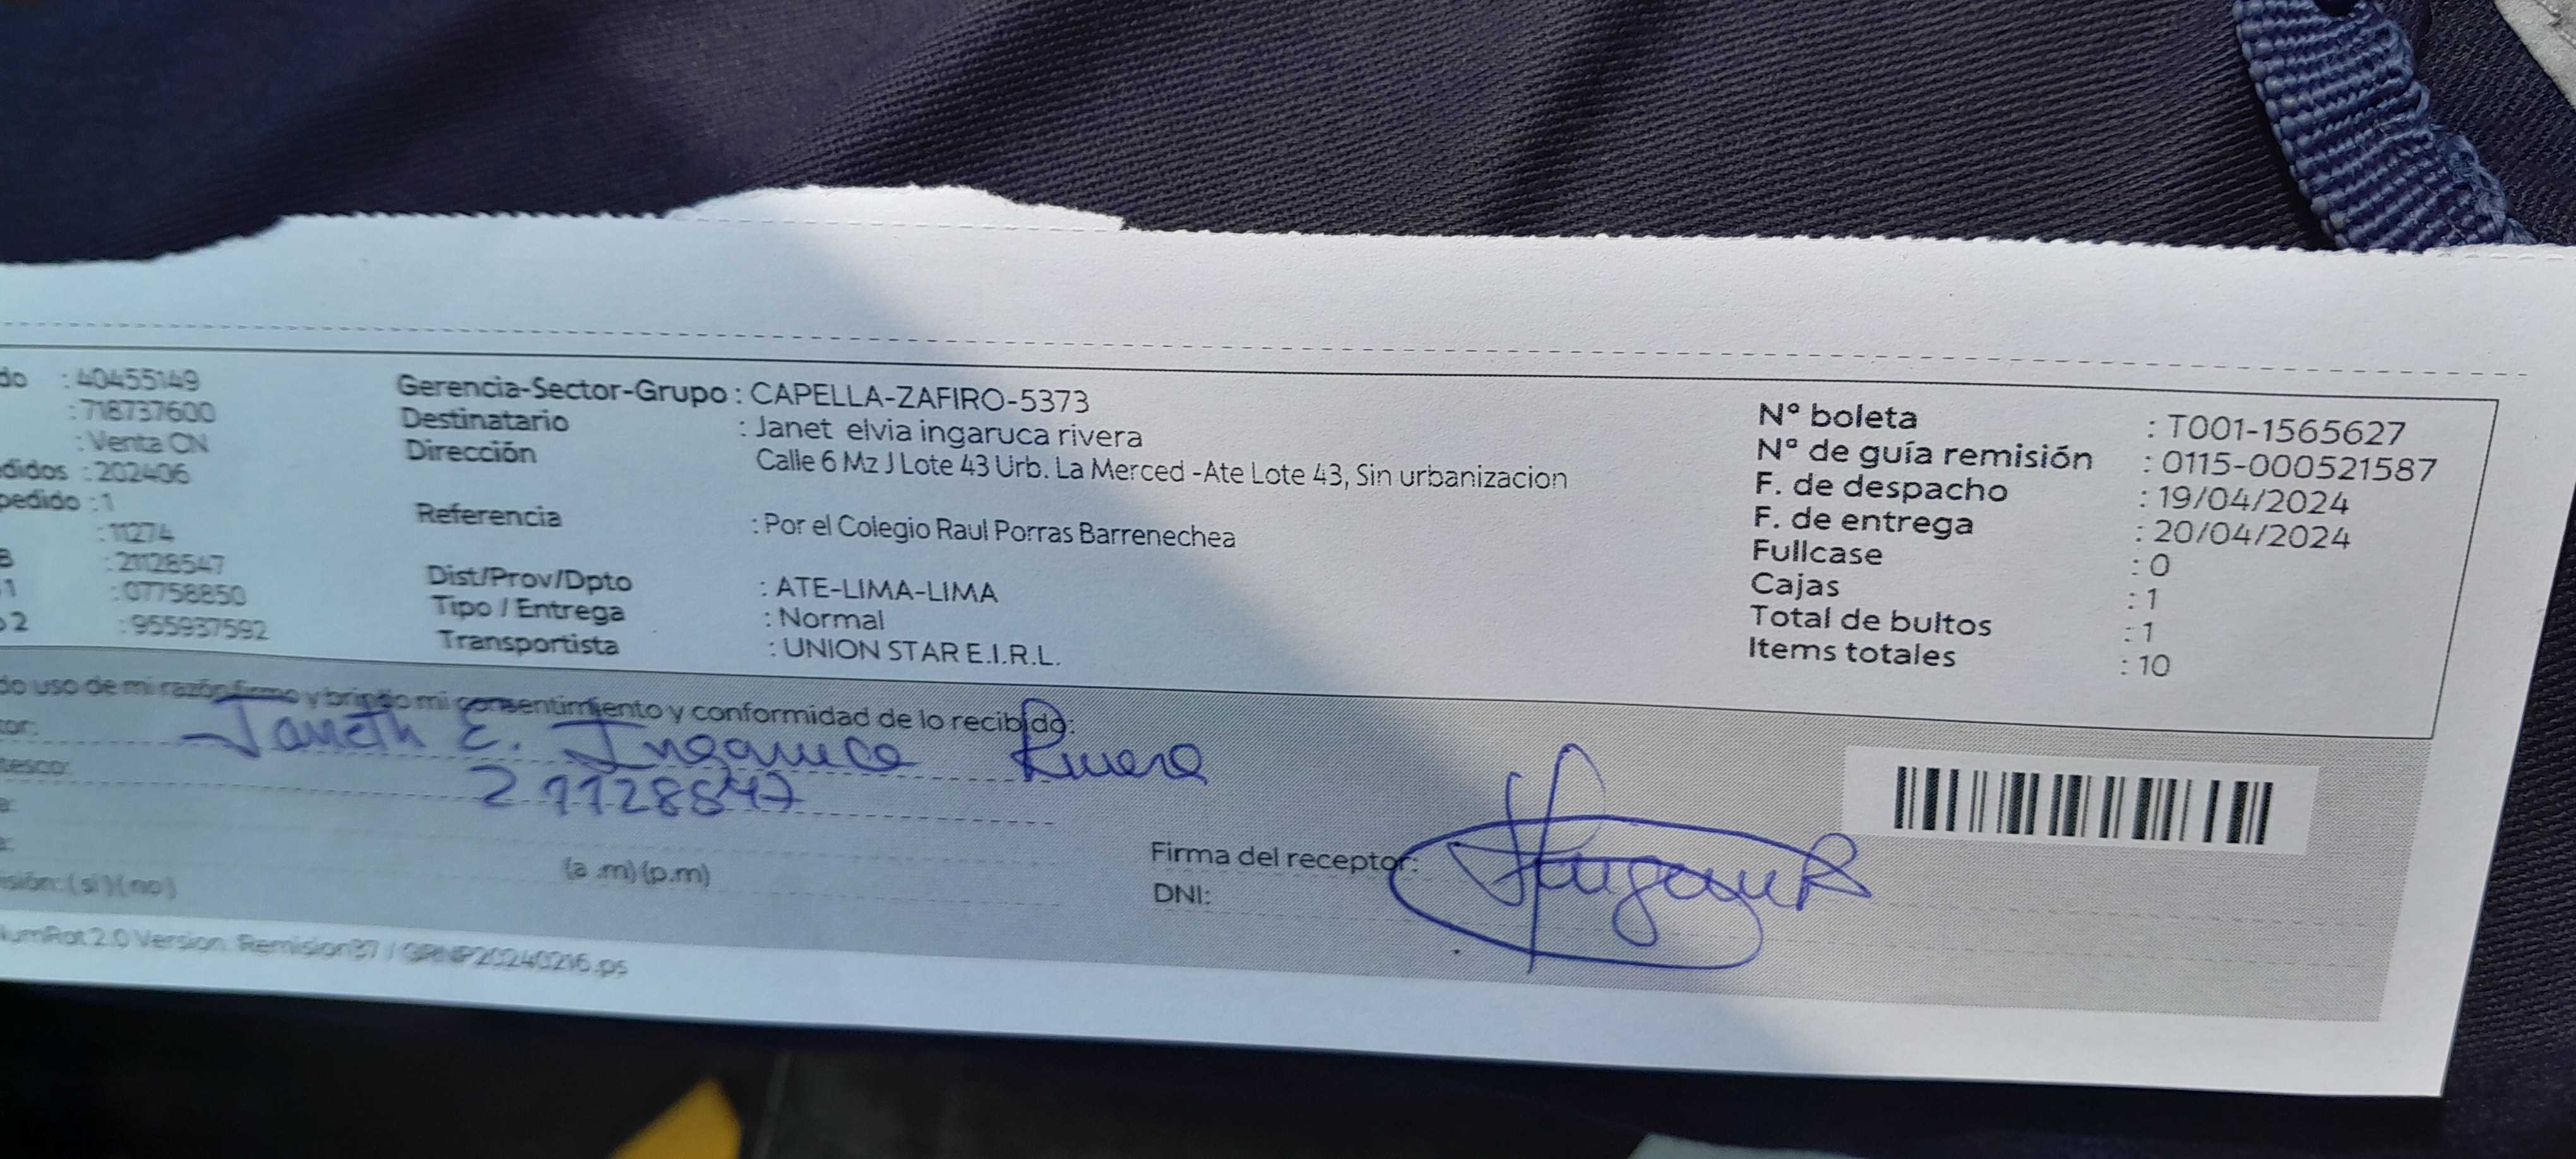 do : 40455149
: 718737600
: Venta CN
didos : 202406
pedido : 1
: 11274
B : 21128547
1 : 07758850
o 2 : 955937592
Gerencia-Sector-Grupo : CAPELLA-ZAFIRO-5373
Destinatario : Janet elvia ingaruca rivera
Dirección Calle 6 Mz J Lote 43 Urb. La Merced -Ate Lote 43, Sin urbanizacion
Referencia : Por el Colegio Raul Porras Barrenechea
Dist/Prov/Dpto : ATE-LIMA-LIMA
Tipo / Entrega : Normal
Transportista : UNION STAR E.I.R.L.
N° boleta : T001-1565627
N° de guía remisión : 0115-000521587
F. de despacho : 19/04/2024
F. de entrega : 20/04/2024
Fullcase : 0
Cajas : 1
Total de bultos : 1
Items totales : 10
do uso de mi razón firmo y brindo mi consentimiento y conformidad de lo recibido:
tor: Janeth E. Ingaruca Rivera
tesco: 21128547
a:
(a .m) (p.m)
isión: ( si ) ( no )
Firma del receptor:
DNI:
NumRot 2.0 Version: Remision37 /